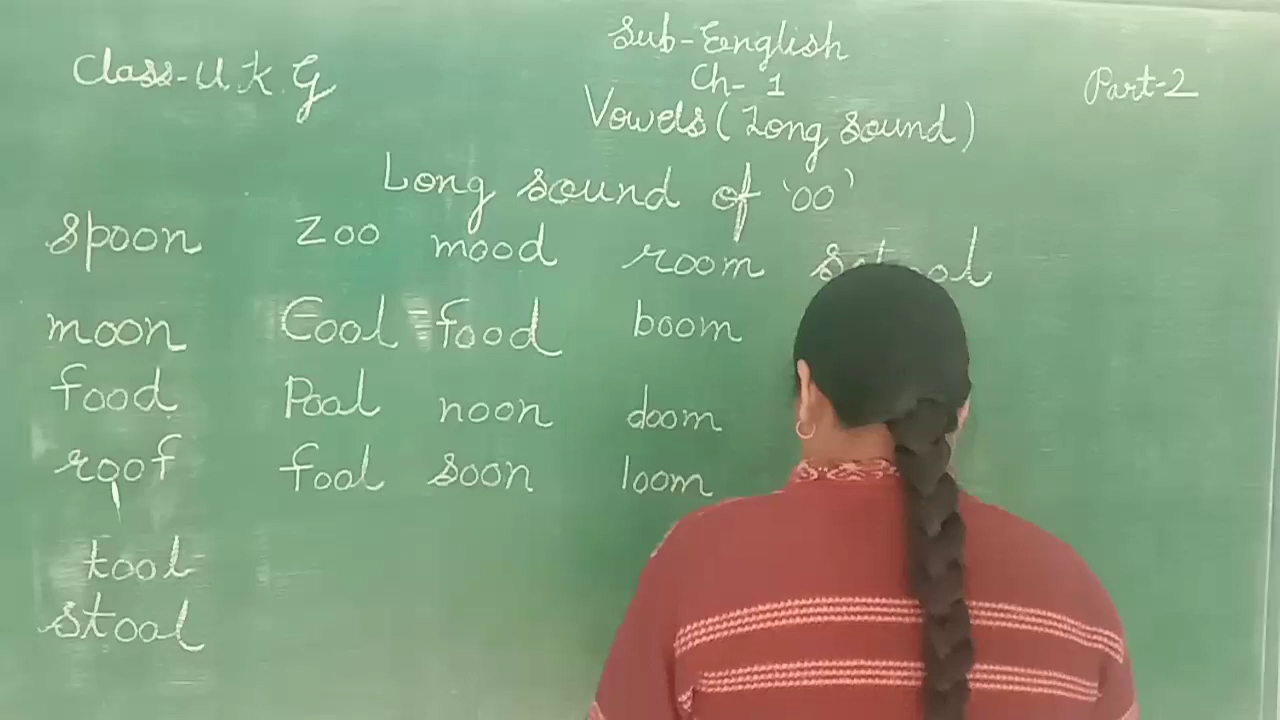 Sub-English
Class-U.K.G
Ch-1
Part-2
Vowels (Long sound)
Long sound of 'oo'
spoon zoo mood room
moon Cool food boom
food Pool noon doom
roof fool soon loom
tool
stool